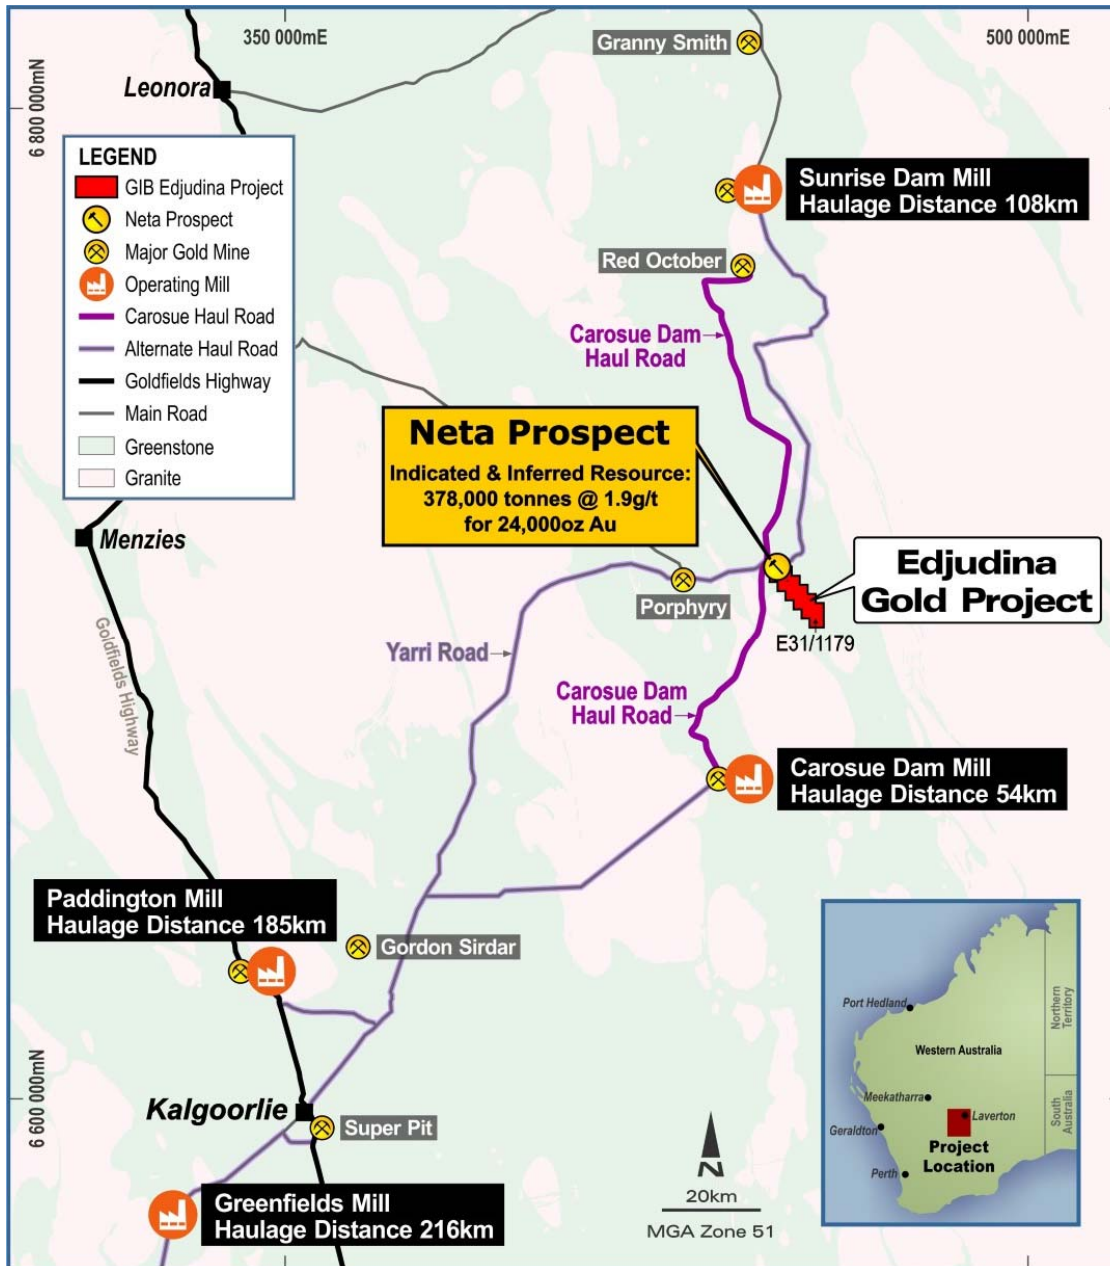 350 000mE
500 000mE
6 800 000mN
6 600 000mN
Granny Smith
Leonora
LEGEND
GIB Edjudina Project
Neta Prospect
Major Gold Mine
Operating Mill
Carosue Haul Road
Alternate Haul Road
Goldfields Highway
Main Road
Greenstone
Granite
Sunrise Dam Mill
Haulage Distance 108km
Red October
Carosue Dam
Haul Road
Neta Prospect
Indicated & Inferred Resource:
378,000 tonnes @ 1.9g/t
for 24,000oz Au
Menzies
Edjudina
Gold Project
Porphyry
E31/1179
Yarri Road
Goldfields Highway
Carosue Dam
Haul Road
Carosue Dam Mill
Haulage Distance 54km
Paddington Mill
Haulage Distance 185km
Gordon Sirdar
Kalgoorlie
Super Pit
Greenfields Mill
Haulage Distance 216km
N
20km
MGA Zone 51
Port Hedland
Northern
Territory
Western Australia
Meekatharra
Laverton
South
Australia
Geraldton
Project
Location
Perth